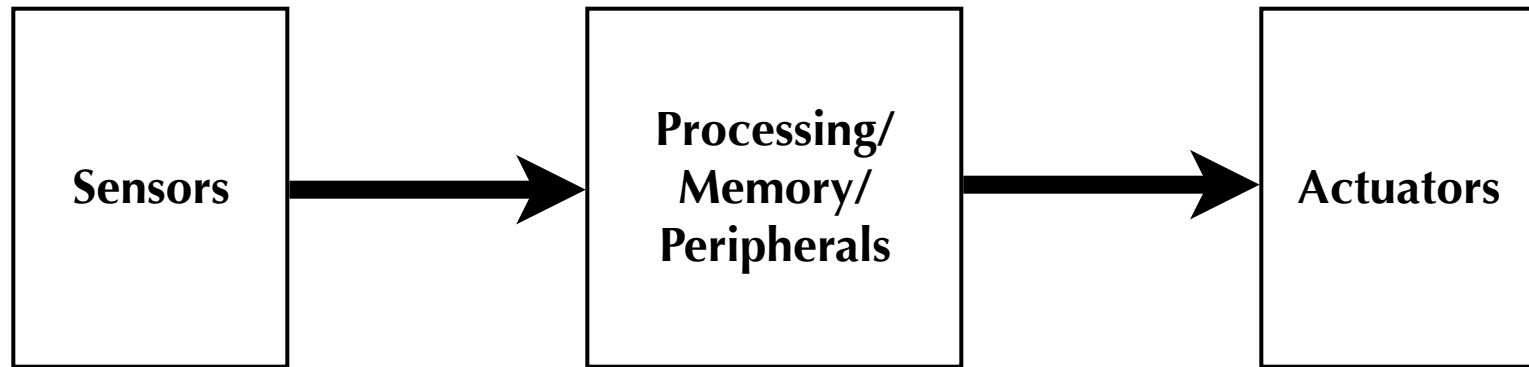 Sensors
Processing/
Memory/
Peripherals
Actuators